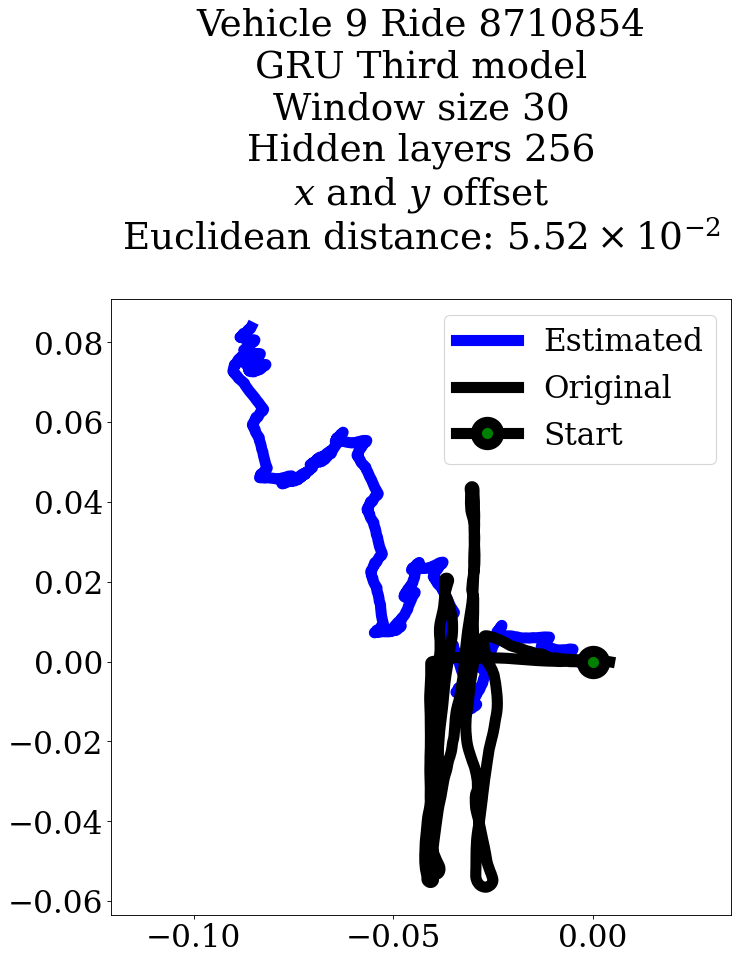 Vehicle 9 Ride 8710854
GRU Third model
Window size 30
Hidden layers 256
x and y offset
Euclidean distance: 5.52 × 10⁻²
Estimated
Original
Start
0.08
0.06
0.04
0.02
0.00
−0.02
−0.04
−0.06
−0.10 −0.05 0.00